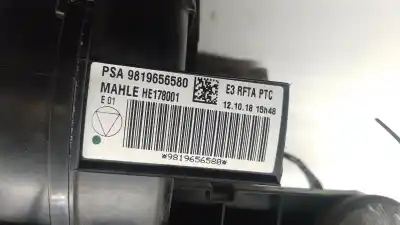 PSA 9819656580
MAHLE HE178001
E 01
E3 RFTA PTC
12.10.18 15h48
*9819656580*